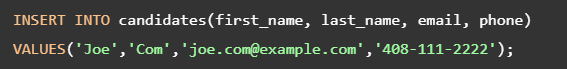 INSERT INTO candidates(first_name, last_name, email, phone)
VALUES('Joe','Com','joe.com@example.com','408-111-2222');